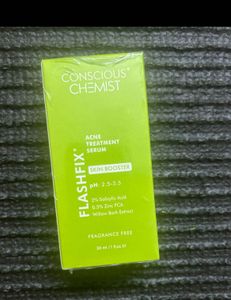 CONSCIOUS
CHEMIST
FLASHFIX
ACNE
TREATMENT
SERUM
SKIN BOOSTER
pH: 2.5-3.5
2% Salicylic Acid
0.5% Zinc PCA
Willow Bark Extract
FRAGRANCE FREE
30 ml / 1 fl.oz